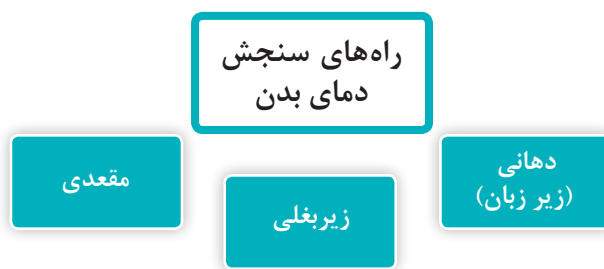 راه‌های سنجش
دمای بدن
دهانی
(زیر زبان)
زیربغلی
مقعدی